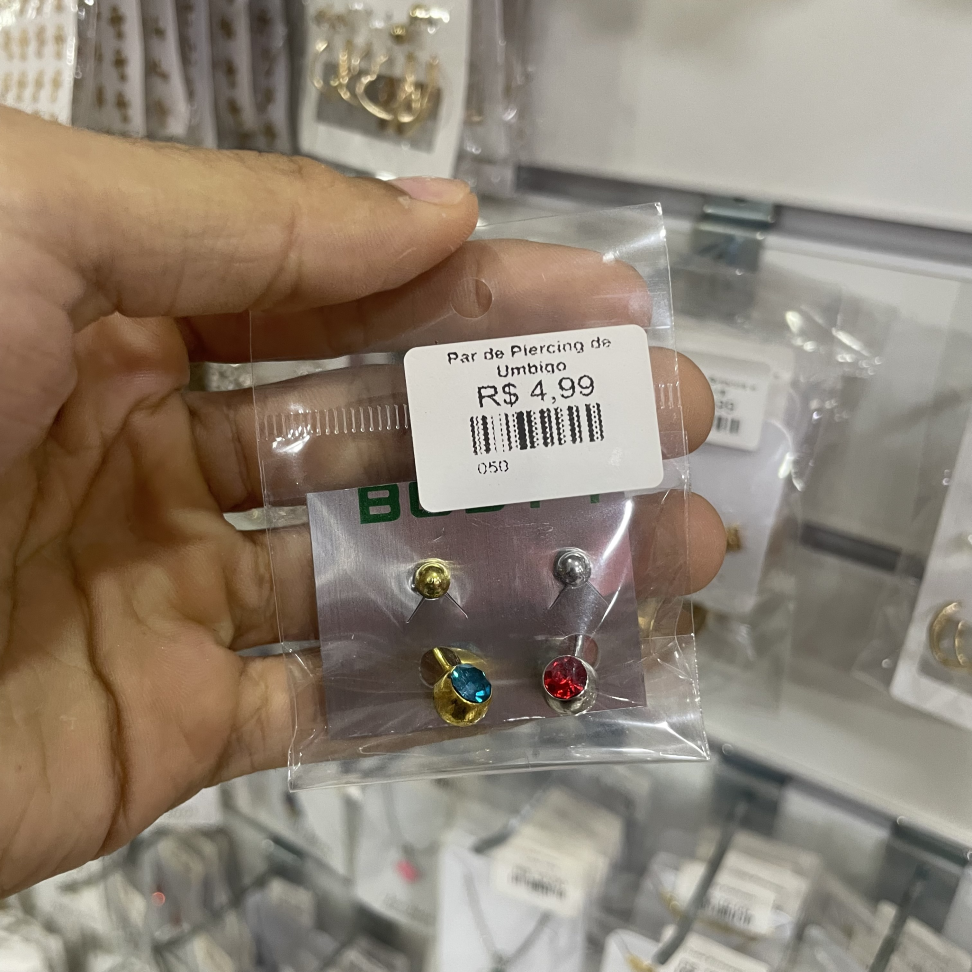 Par de Piercing de
Umbigo
R$ 4,99
050